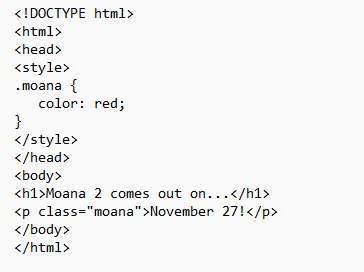 <!DOCTYPE html>
<html>
<head>
<style>
.moana {
   color: red;
}
</style>
</head>
<body>
<h1>Moana 2 comes out on...</h1>
<p class="moana">November 27!</p>
</body>
</html>